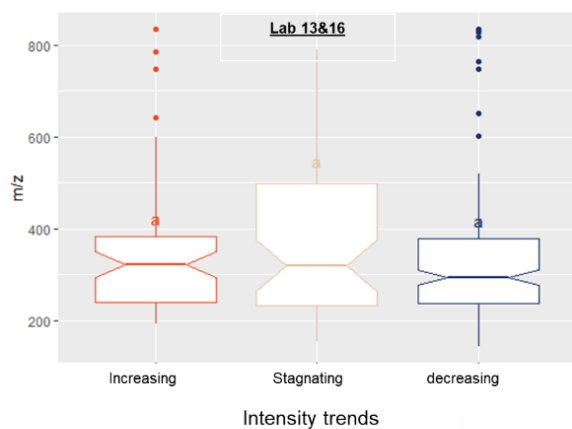 Lab 13&16
800
600
400
200
m/z
a
a
a
Increasing
Stagnating
decreasing
Intensity trends